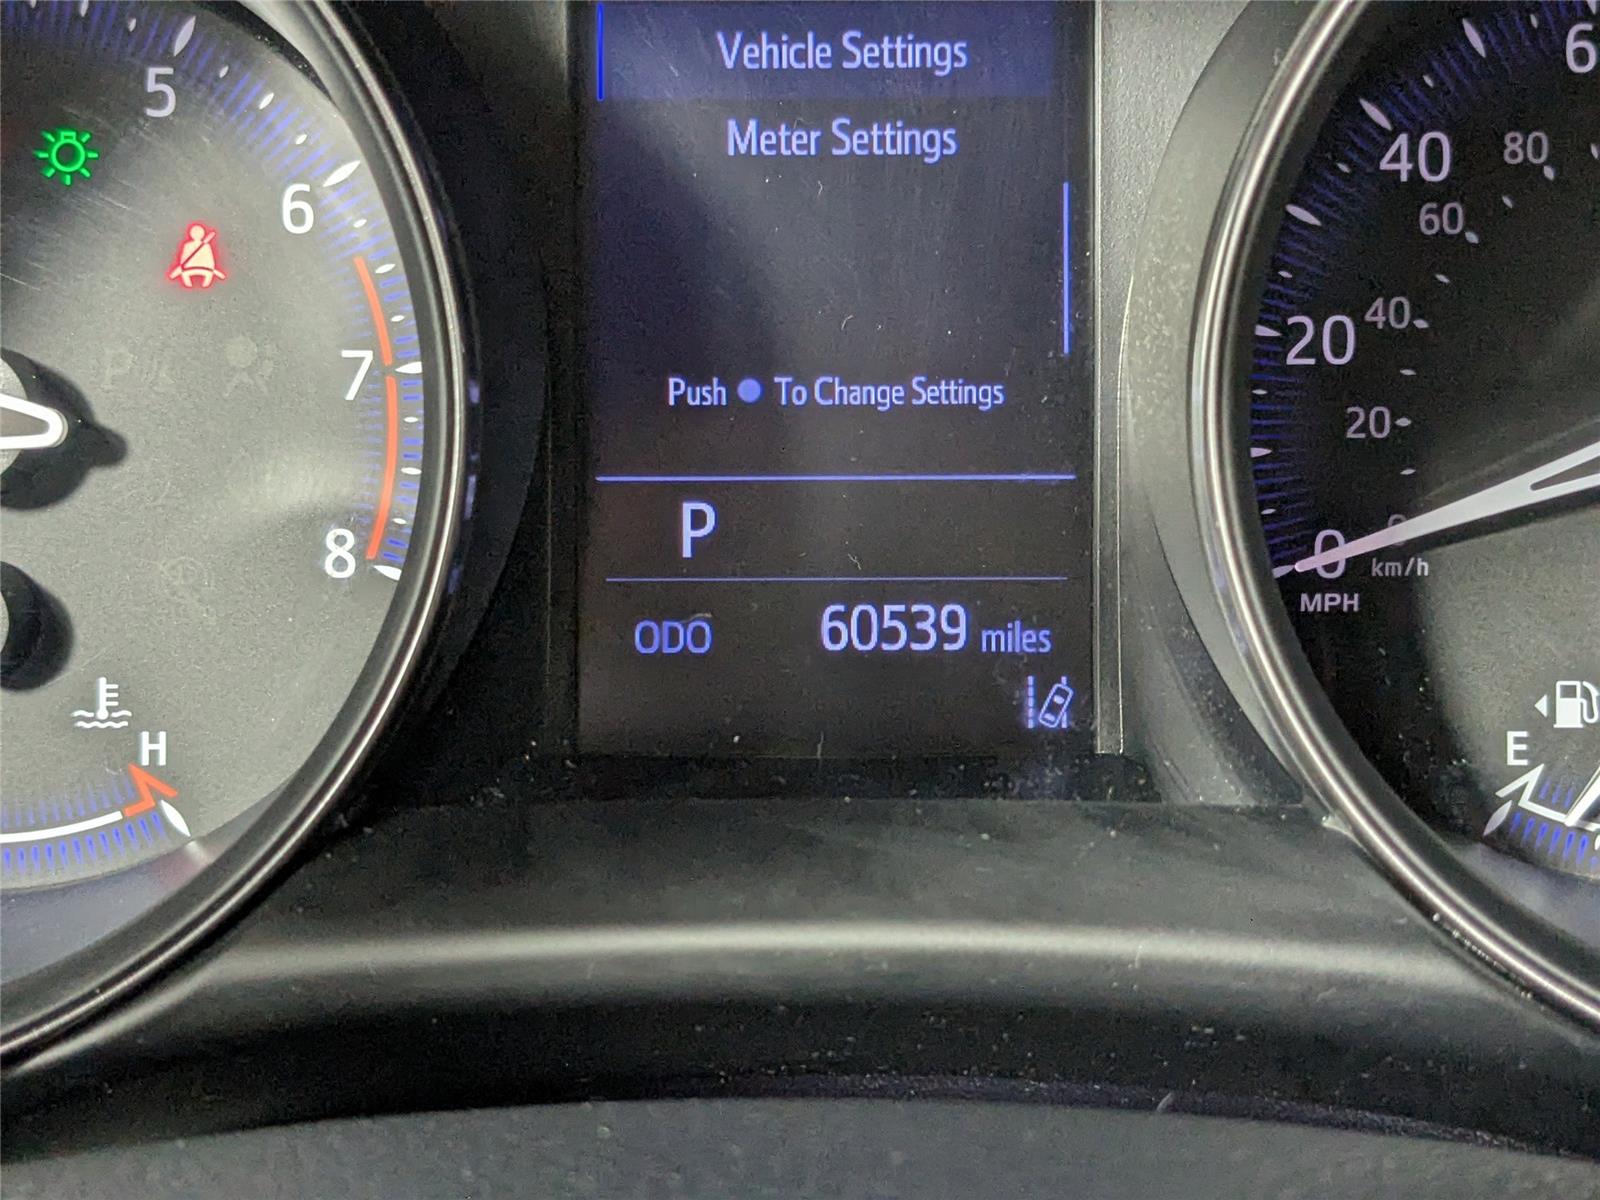 Vehicle Settings
Meter Settings
Push To Change Settings
P
ODO 60539 miles
5
6
7
8
H
6
40 80
60
20 40
20
0 km/h
MPH
E